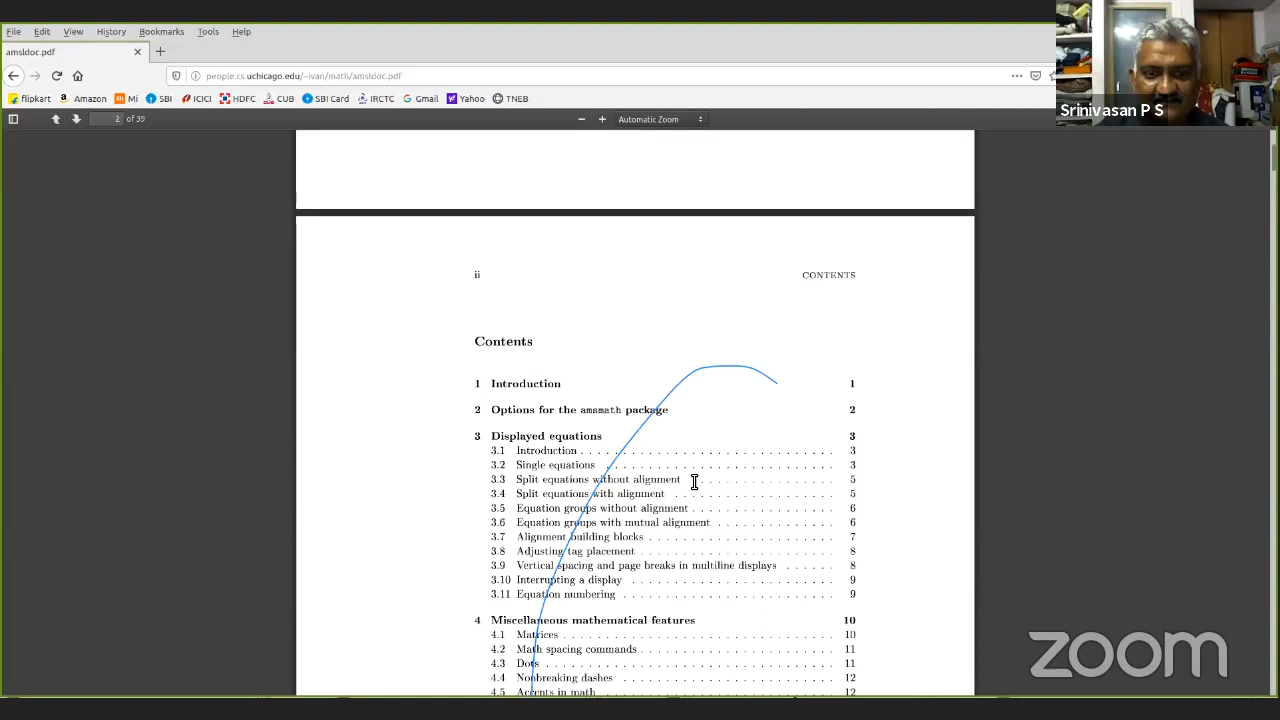 File Edit View History Bookmarks Tools Help
amsldoc.pdf
people.cs.uchicago.edu/~ivan/math/amsldoc.pdf
flipkart Amazon Mi SBI ICICI HDFC CUB SBI Card IRCTC Gmail Yahoo TNEB
Srinivasan P S
2 of 39 Automatic Zoom
ii CONTENTS
Contents
1 Introduction 1
2 Options for the amsmath package 2
3 Displayed equations 3
3.1 Introduction . . . . . . . . . . . . . . . . . . . . . . 3
3.2 Single equations . . . . . . . . . . . . . . . . . . . . 3
3.3 Split equations without alignment . . . . . . . . . . . . 5
3.4 Split equations with alignment . . . . . . . . . . . . . 5
3.5 Equation groups without alignment . . . . . . . . . . . . 6
3.6 Equation groups with mutual alignment . . . . . . . . . . 6
3.7 Alignment building blocks . . . . . . . . . . . . . . . 7
3.8 Adjusting tag placement . . . . . . . . . . . . . . . . 8
3.9 Vertical spacing and page breaks in multiline displays . . . . . 8
3.10 Interrupting a display . . . . . . . . . . . . . . . . . 9
3.11 Equation numbering . . . . . . . . . . . . . . . . . . 9
4 Miscellaneous mathematical features 10
4.1 Matrices . . . . . . . . . . . . . . . . . . . . . . . 10
4.2 Math spacing commands . . . . . . . . . . . . . . . . . 11
4.3 Dots . . . . . . . . . . . . . . . . . . . . . . . . . 11
4.4 Nonbreaking dashes . . . . . . . . . . . . . . . . . . 12
4.5 Accents in math . . . . . . . . . . . . . . . . . . . . 12
zoom